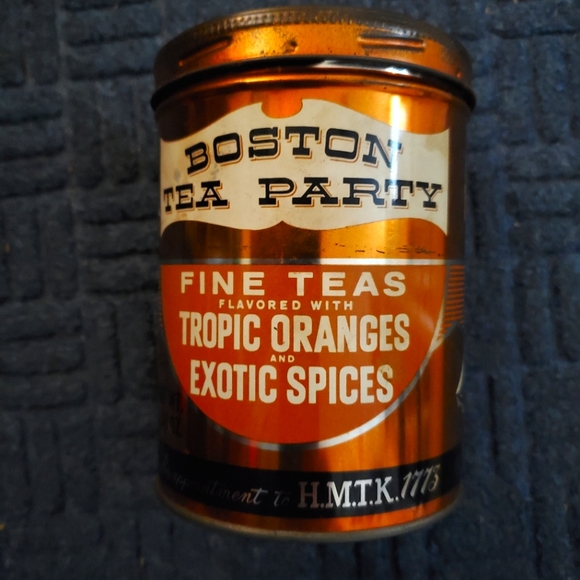 BOSTON
TEA PARTY
FINE TEAS
FLAVORED WITH
TROPIC ORANGES
AND
EXOTIC SPICES
to H.M.T.K. 1773